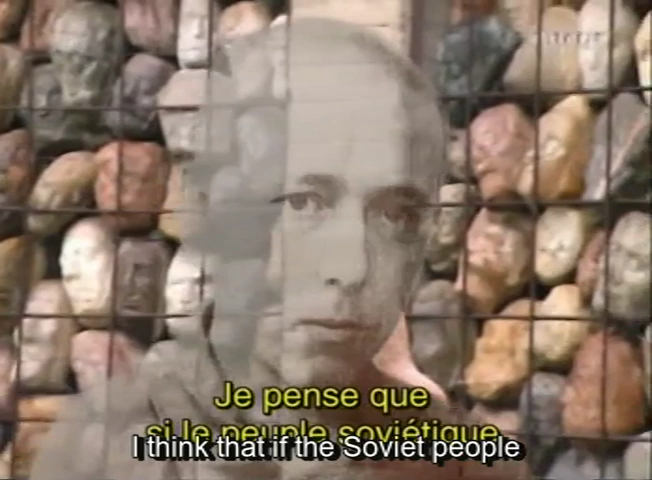 Je pense que
si le peuple soviétique
I think that if the Soviet people